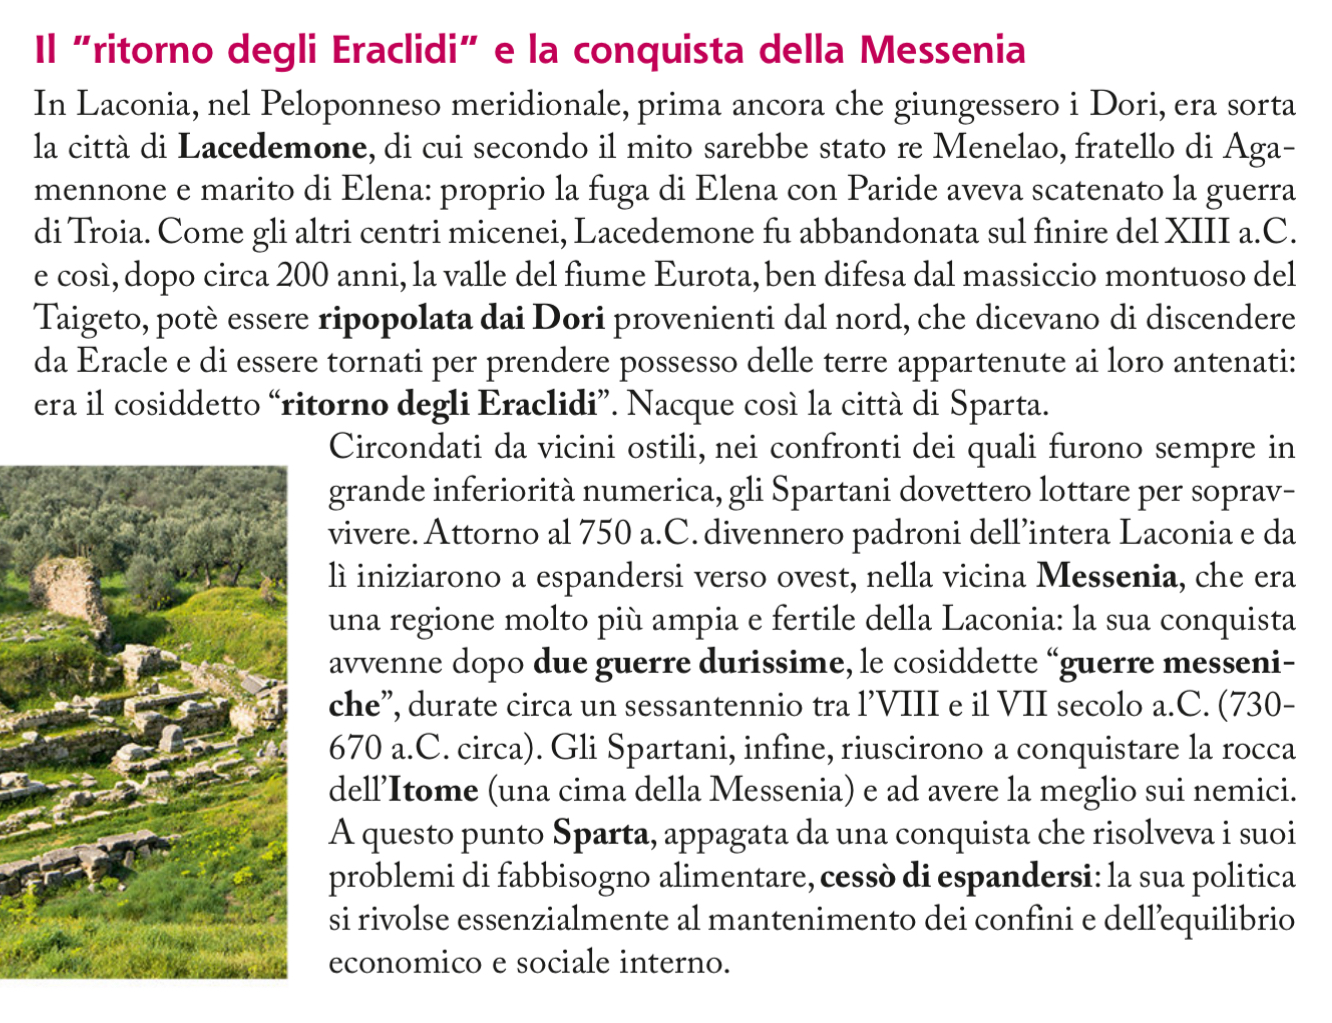 Il "ritorno degli Eraclidi" e la conquista della Messenia
In Laconia, nel Peloponneso meridionale, prima ancora che giungessero i Dori, era sorta
la città di Lacedemone, di cui secondo il mito sarebbe stato re Menelao, fratello di Aga-
mennone e marito di Elena: proprio la fuga di Elena con Paride aveva scatenato la guerra
di Troia. Come gli altri centri micenei, Lacedemone fu abbandonata sul finire del XIII a.C.
e così, dopo circa 200 anni, la valle del fiume Eurota, ben difesa dal massiccio montuoso del
Taigeto, potè essere ripopolata dai Dori provenienti dal nord, che dicevano di discendere
da Eracle e di essere tornati per prendere possesso delle terre appartenute ai loro antenati:
era il cosiddetto “ritorno degli Eraclidi”. Nacque così la città di Sparta.
Circondati da vicini ostili, nei confronti dei quali furono sempre in
grande inferiorità numerica, gli Spartani dovettero lottare per soprav-
vivere. Attorno al 750 a.C. divennero padroni dell’intera Laconia e da
lì iniziarono a espandersi verso ovest, nella vicina Messenia, che era
una regione molto più ampia e fertile della Laconia: la sua conquista
avvenne dopo due guerre durissime, le cosiddette “guerre messeni-
che”, durate circa un sessantennio tra l’VIII e il VII secolo a.C. (730-
670 a.C. circa). Gli Spartani, infine, riuscirono a conquistare la rocca
dell’Itome (una cima della Messenia) e ad avere la meglio sui nemici.
A questo punto Sparta, appagata da una conquista che risolveva i suoi
problemi di fabbisogno alimentare, cessò di espandersi: la sua politica
si rivolse essenzialmente al mantenimento dei confini e dell’equilibrio
economico e sociale interno.